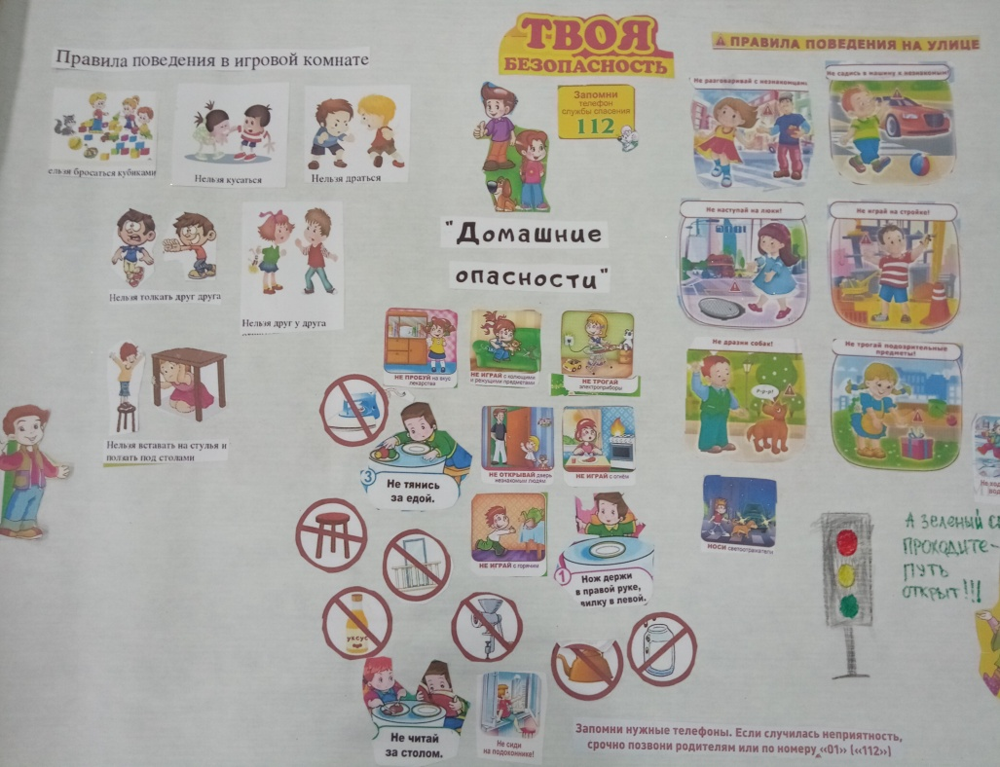 Правила поведения в игровой комнате
ельзя бросаться кубиками
Нельзя кусаться
Нельзя драться
Нельзя толкать друг друга
Нельзя друг у друга
Нельзя вставать на стулья и
ползать под столами
ТВОЯ
БЕЗОПАСНОСТЬ
Запомни
телефон
службы спасения
112
"Домашние
опасности"
НЕ ПРОБУЙ на вкус
лекарства
НЕ ИГРАЙ с колющими
и режущими предметами
НЕ ТРОГАЙ
электроприборы
НЕ ОТКРЫВАЙ дверь
незнакомым людям
НЕ ИГРАЙ с огнём
3
Не тянись
за едой.
НЕ ИГРАЙ с горячим
1
Нож держи
в правой руке,
вилку в левой.
УКСУС
Не читай
за столом.
Не сиди
на подоконнике!
ПРАВИЛА ПОВЕДЕНИЯ НА УЛИЦЕ
Не разговаривай с незнакомцами
Не садись в машину к незнакомым
Не наступай на люки!
Не играй на стройке!
Не дразни собак!
Р-р-р!
Не трогай подозрительные
предметы!
НОСИ светоотражатели
А зеленый
ПРОХОДИТЕ-
ПУТЬ
ОТКРЫТ!!!
Запомни нужные телефоны. Если случилась неприятность,
срочно позвони родителям или по номеру «01» («112»)